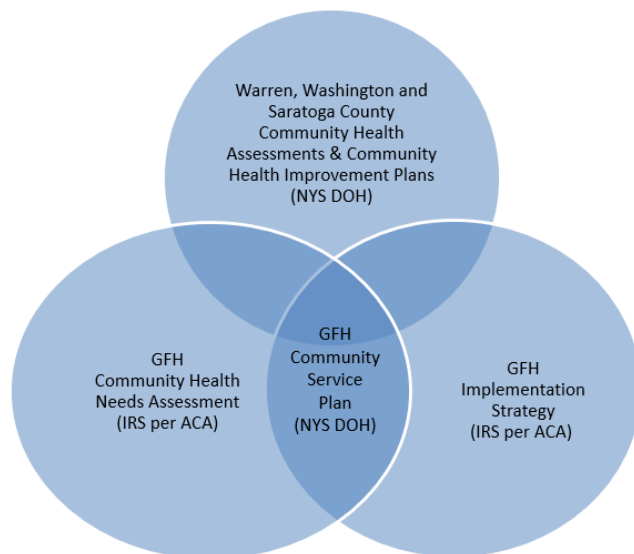 Warren, Washington and
Saratoga County
Community Health
Assessments & Community
Health Improvement Plans
(NYS DOH)
GFH
Community Health
Needs Assessment
(IRS per ACA)
GFH
Community
Service
Plan
(NYS DOH)
GFH
Implementation
Strategy
(IRS per ACA)